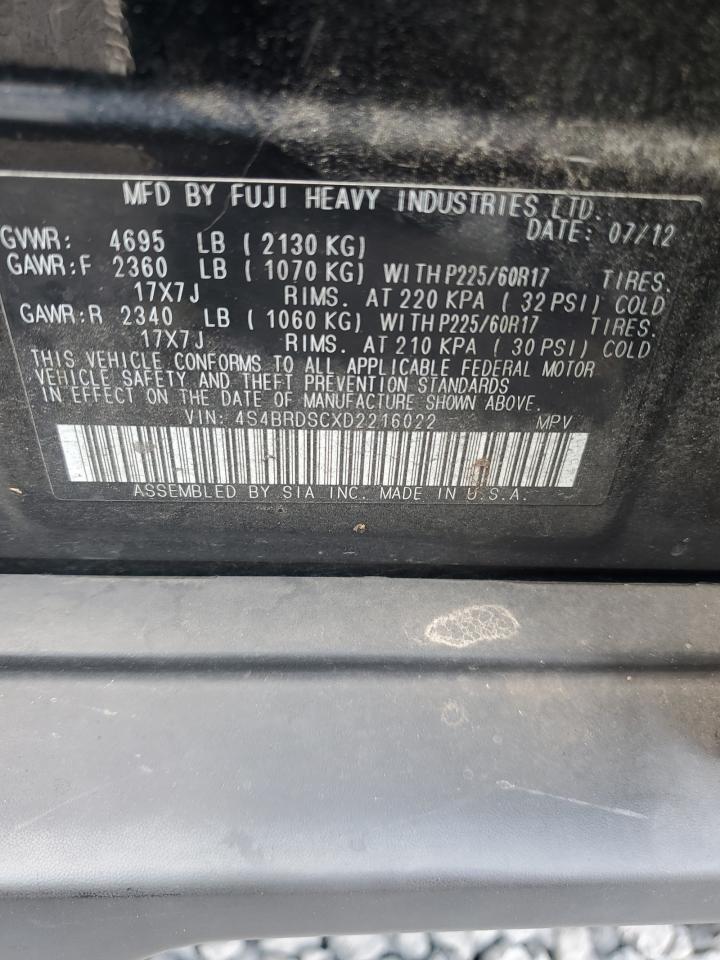 MFD BY FUJI HEAVY INDUSTRIES LTD.
DATE: 07/12
GVWR: 4695 LB ( 2130 KG)
GAWR:F 2360 LB ( 1070 KG) WITH P225/60R17 TIRES.
17X7J RIMS. AT 220 KPA ( 32 PSI) COLD
GAWR:R 2340 LB ( 1060 KG) WITH P225/60R17 TIRES.
17X7J RIMS. AT 210 KPA ( 30 PSI) COLD
THIS VEHICLE CONFORMS TO ALL APPLICABLE FEDERAL MOTOR
VEHICLE SAFETY AND THEFT PREVENTION STANDARDS
IN EFFECT ON THE DATE OF MANUFACTURE SHOWN ABOVE.
VIN: 4S4BRDSCXD2216022 MPV
ASSEMBLED BY SIA INC. MADE IN U.S.A.